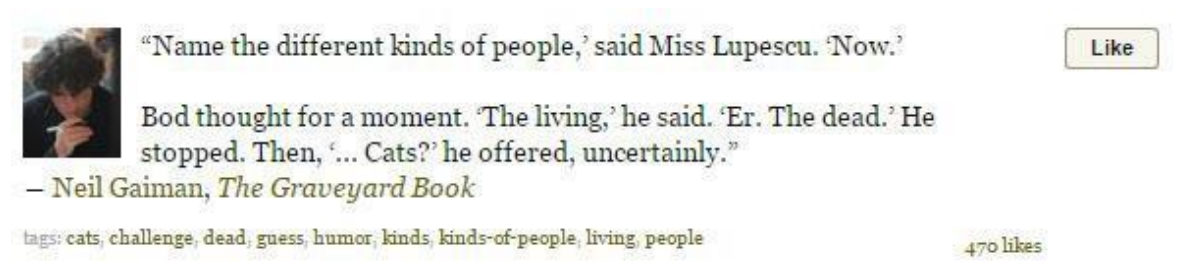 “Name the different kinds of people,’ said Miss Lupescu. ‘Now.’
Like
Bod thought for a moment. ‘The living,’ he said. ‘Er. The dead.’ He
stopped. Then, ‘... Cats?’ he offered, uncertainly.”
— Neil Gaiman, The Graveyard Book
tags: cats, challenge, dead, guess, humor, kinds, kinds-of-people, living, people
470 likes